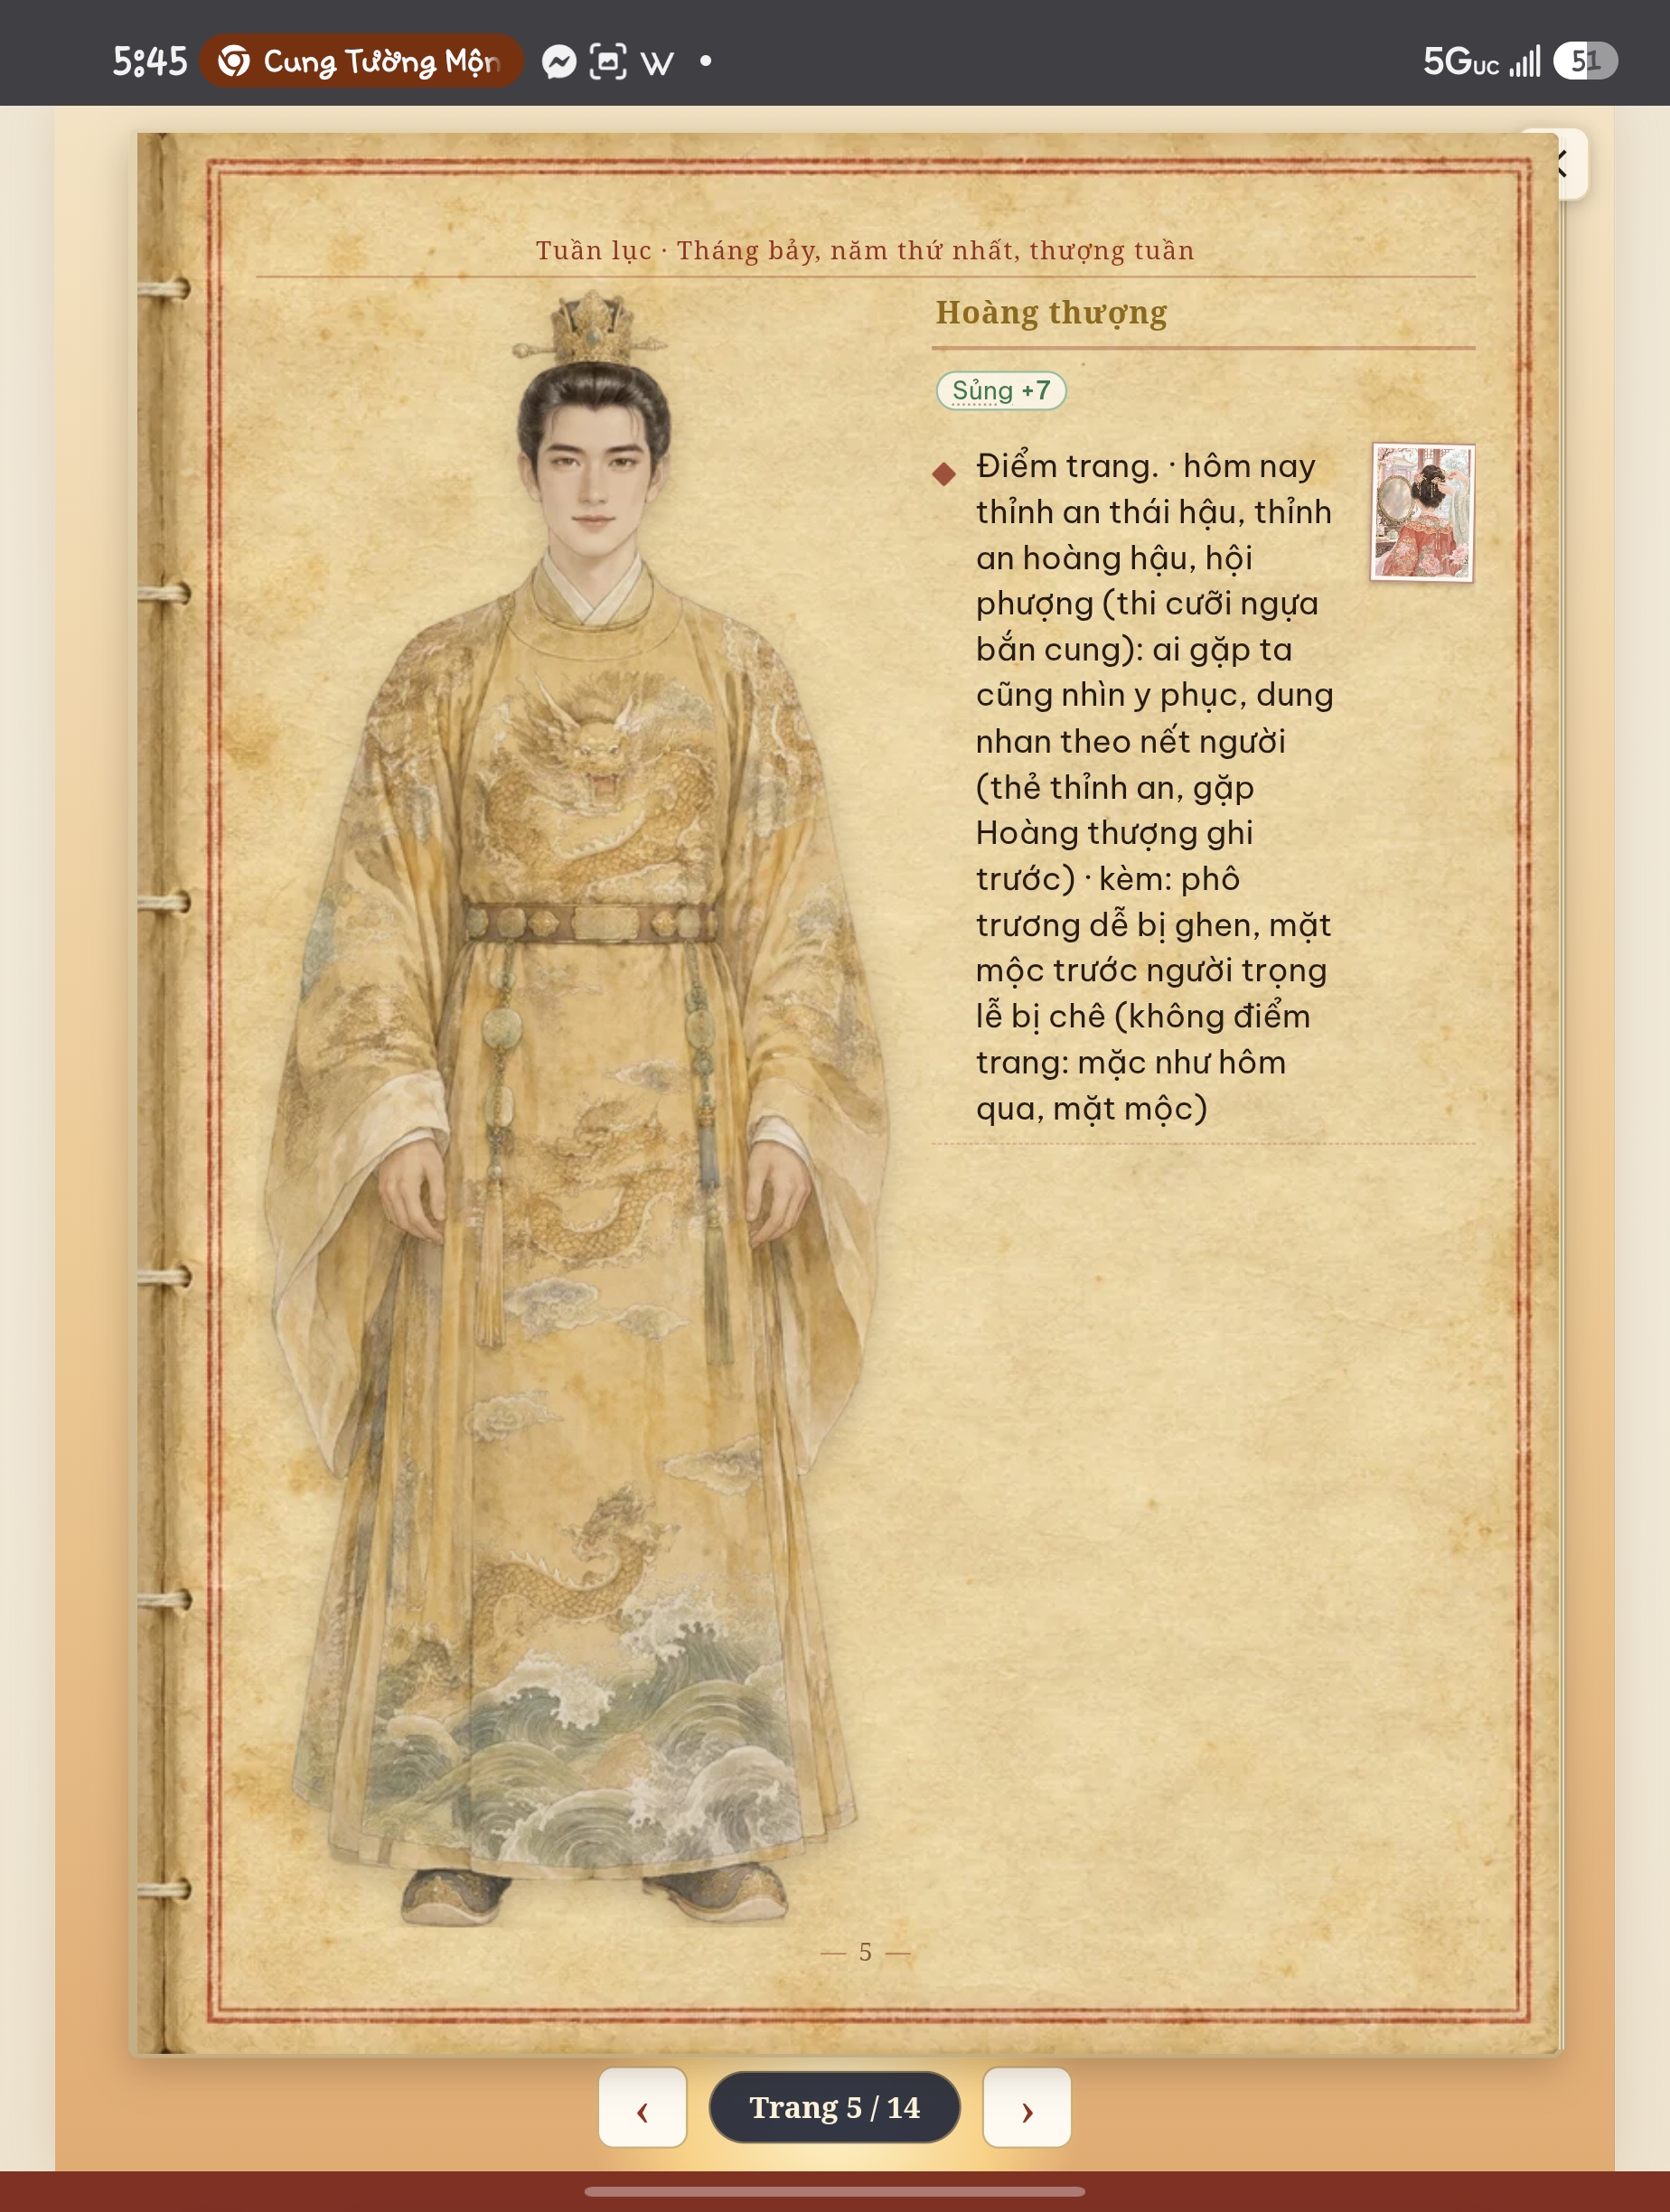 5:45
Cung Tường Mộn
W
5G UC
51
Tuần lục · Tháng bảy, năm thứ nhất, thượng tuần
Hoàng thượng
Sủng +7
Điểm trang. · hôm nay
thỉnh an thái hậu, thỉnh
an hoàng hậu, hội
phượng (thi cưỡi ngựa
bắn cung): ai gặp ta
cũng nhìn y phục, dung
nhan theo nết người
(thẻ thỉnh an, gặp
Hoàng thượng ghi
trước) · kèm: phô
trương dễ bị ghen, mặt
mộc trước người trọng
lễ bị chê (không điểm
trang: mặc như hôm
qua, mặt mộc)
— 5 —
‹ Trang 5 / 14 ›